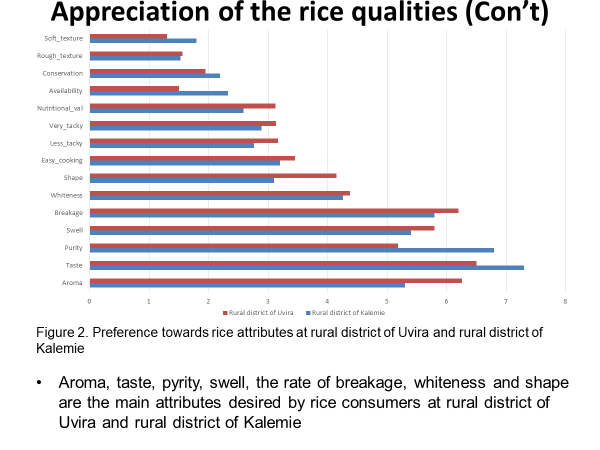 Appreciation of the rice qualities (Con't)
Soft_texture
Rough_texture
Conservation
Availability
Nutritional_val
Very_tacky
Less_tacky
Easy_cooking
Shape
Whiteness
Breakage
Swell
Purity
Taste
Aroma
0 1 2 3 4 5 6 7 8
Rural district of Uvira Rural district of Kalemie
Figure 2. Preference towards rice attributes at rural district of Uvira and rural district of
Kalemie
• Aroma, taste, pyrity, swell, the rate of breakage, whiteness and shape
are the main attributes desired by rice consumers at rural district of
Uvira and rural district of Kalemie